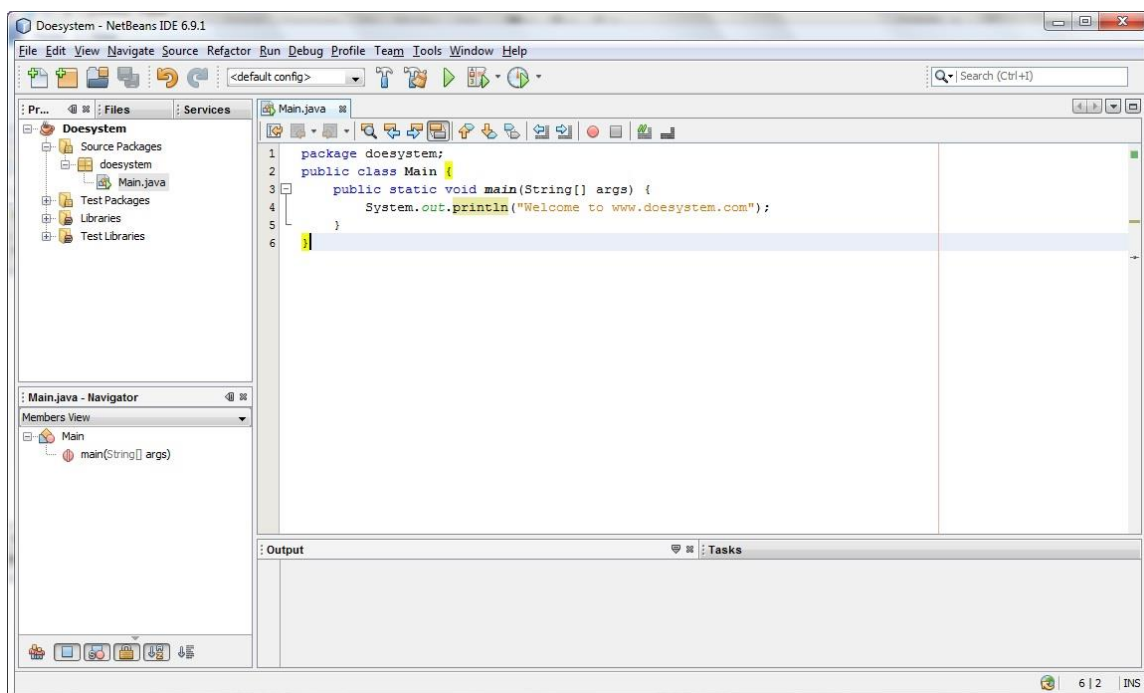 Doesystem - NetBeans IDE 6.9.1
File Edit View Navigate Source Refactor Run Debug Profile Team Tools Window Help
<default config>
Search (Ctrl+I)
Pr... Files Services
Doesystem
Source Packages
doesystem
Main.java
Test Packages
Libraries
Test Libraries
Main.java
1 package doesystem;
2 public class Main {
3 public static void main(String[] args) {
4 System.out.println("Welcome to www.doesystem.com");
5 }
6 }
Main.java - Navigator
Members View
Main
main(String[] args)
Output
Tasks
6 | 2 INS